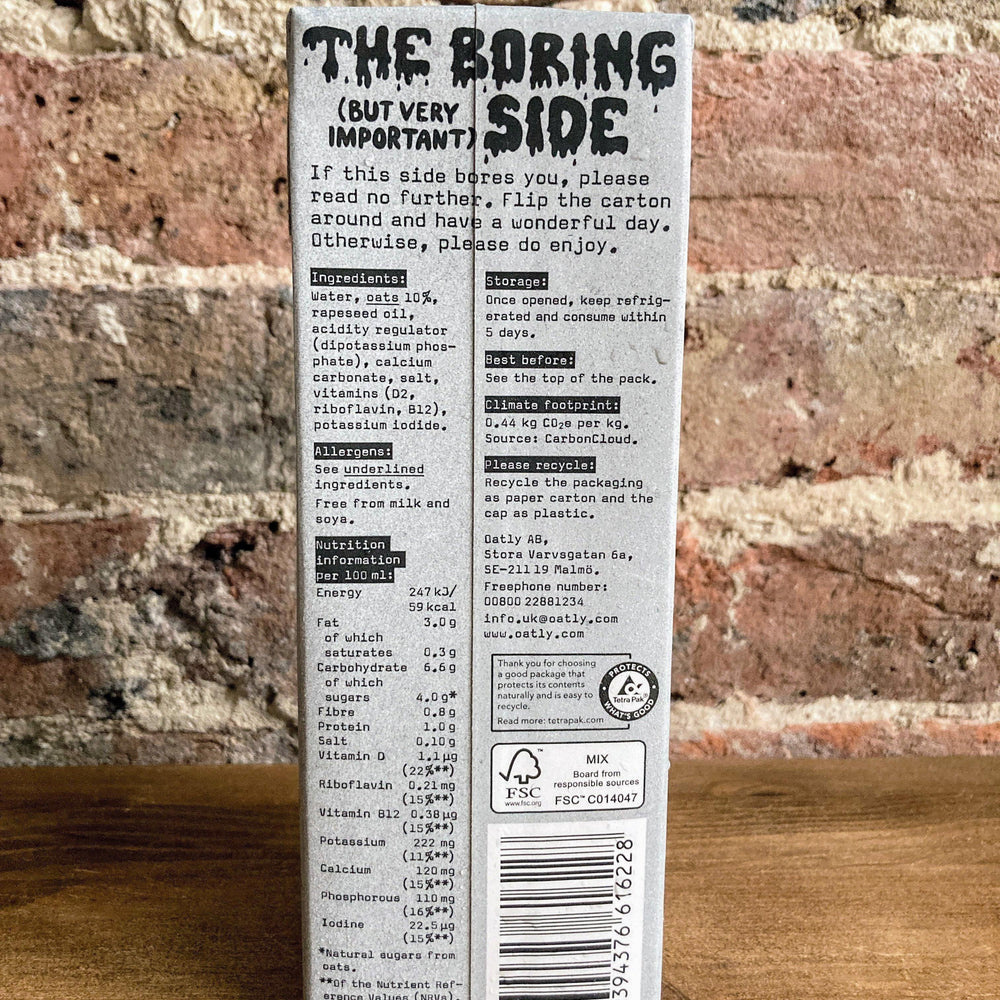 THE BORING
(BUT VERY
IMPORTANT) SIDE
If this side bores you, please
read no further. Flip the carton
around and have a wonderful day.
Otherwise, please do enjoy.
Ingredients:
Water, oats 10%,
rapeseed oil,
acidity regulator
(dipotassium phos-
phate), calcium
carbonate, salt,
vitamins (D2,
riboflavin, B12),
potassium iodide.
Allergens:
See underlined
ingredients.
Free from milk and
soya.
Nutrition
information
per 100 ml:
Energy 247 kJ/
59 kcal
Fat 3.0 g
of which
saturates 0.3 g
Carbohydrate 6.6 g
of which
sugars 4.0 g*
Fibre 0.8 g
Protein 1.0 g
Salt 0.10 g
Vitamin D 1.1 µg
(22%**)
Riboflavin 0.21 mg
(15%**)
Vitamin B12 0.38 µg
(15%**)
Potassium 222 mg
(11%**)
Calcium 120 mg
(15%**)
Phosphorous 110 mg
(16%**)
Iodine 22.5 µg
(15%**)
*Natural sugars from
oats.
**Of the Nutrient Ref-
erence Values (NRVs).
Storage:
Once opened, keep refrig-
erated and consume within
5 days.
Best before:
See the top of the pack.
Climate footprint:
0.44 kg CO₂e per kg.
Source: CarbonCloud.
Please recycle:
Recycle the packaging
as paper carton and the
cap as plastic.
Oatly AB,
Stora Varvsgatan 6a,
SE-211 19 Malmö.
Freephone number:
00800 22881234
info.uk@oatly.com
www.oatly.com
Thank you for choosing
a good package that
protects its contents
naturally and is easy to
recycle.
Read more: tetrapak.com
PROTECTS
Tetra Pak®
WHAT'S GOOD
FSC™
www.fsc.org
MIX
Board from
responsible sources
FSC™ C014047
394376 616228